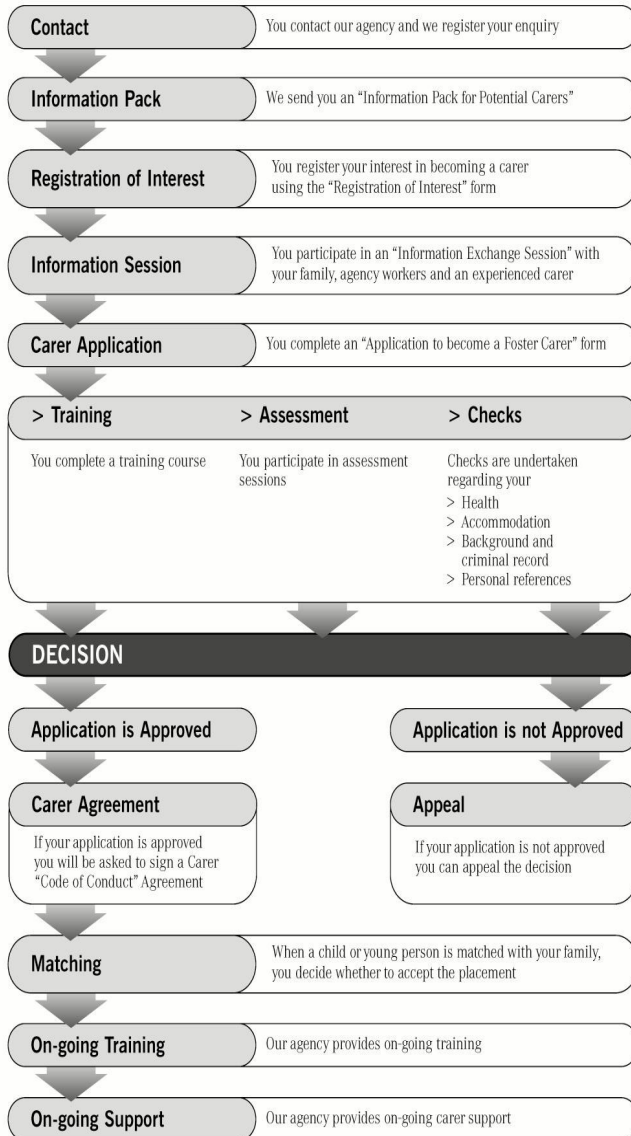 Contact
You contact our agency and we register your enquiry
Information Pack
We send you an “Information Pack for Potential Carers”
Registration of Interest
You register your interest in becoming a carer
using the “Registration of Interest” form
Information Session
You participate in an “Information Exchange Session” with
your family, agency workers and an experienced carer
Carer Application
You complete an “Application to become a Foster Carer” form
> Training
You complete a training course
> Assessment
You participate in assessment
sessions
> Checks
Checks are undertaken
regarding your
> Health
> Accommodation
> Background and
criminal record
> Personal references
DECISION
Application is Approved
Application is not Approved
Carer Agreement
If your application is approved
you will be asked to sign a Carer
“Code of Conduct” Agreement
Appeal
If your application is not approved
you can appeal the decision
Matching
When a child or young person is matched with your family,
you decide whether to accept the placement
On-going Training
Our agency provides on-going training
On-going Support
Our agency provides on-going carer support